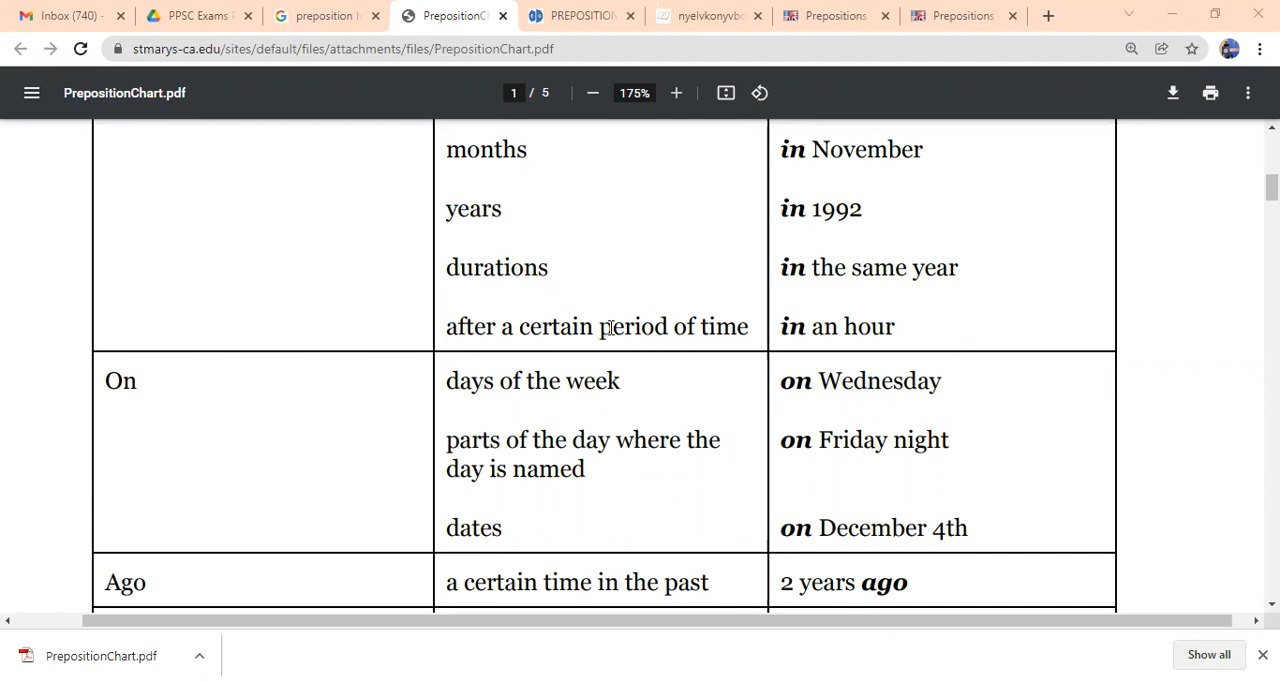 Inbox (740) -
PPSC Exams F
preposition h
PrepositionC
PREPOSITION
nyelvkonyvbo
Prepositions
Prepositions
stmarys-ca.edu/sites/default/files/attachments/files/PrepositionChart.pdf
PrepositionChart.pdf
1 / 5
175%
months in November
years in 1992
durations in the same year
after a certain period of time in an hour
On days of the week on Wednesday
parts of the day where the on Friday night
day is named
dates on December 4th
Ago a certain time in the past 2 years ago
PrepositionChart.pdf
Show all